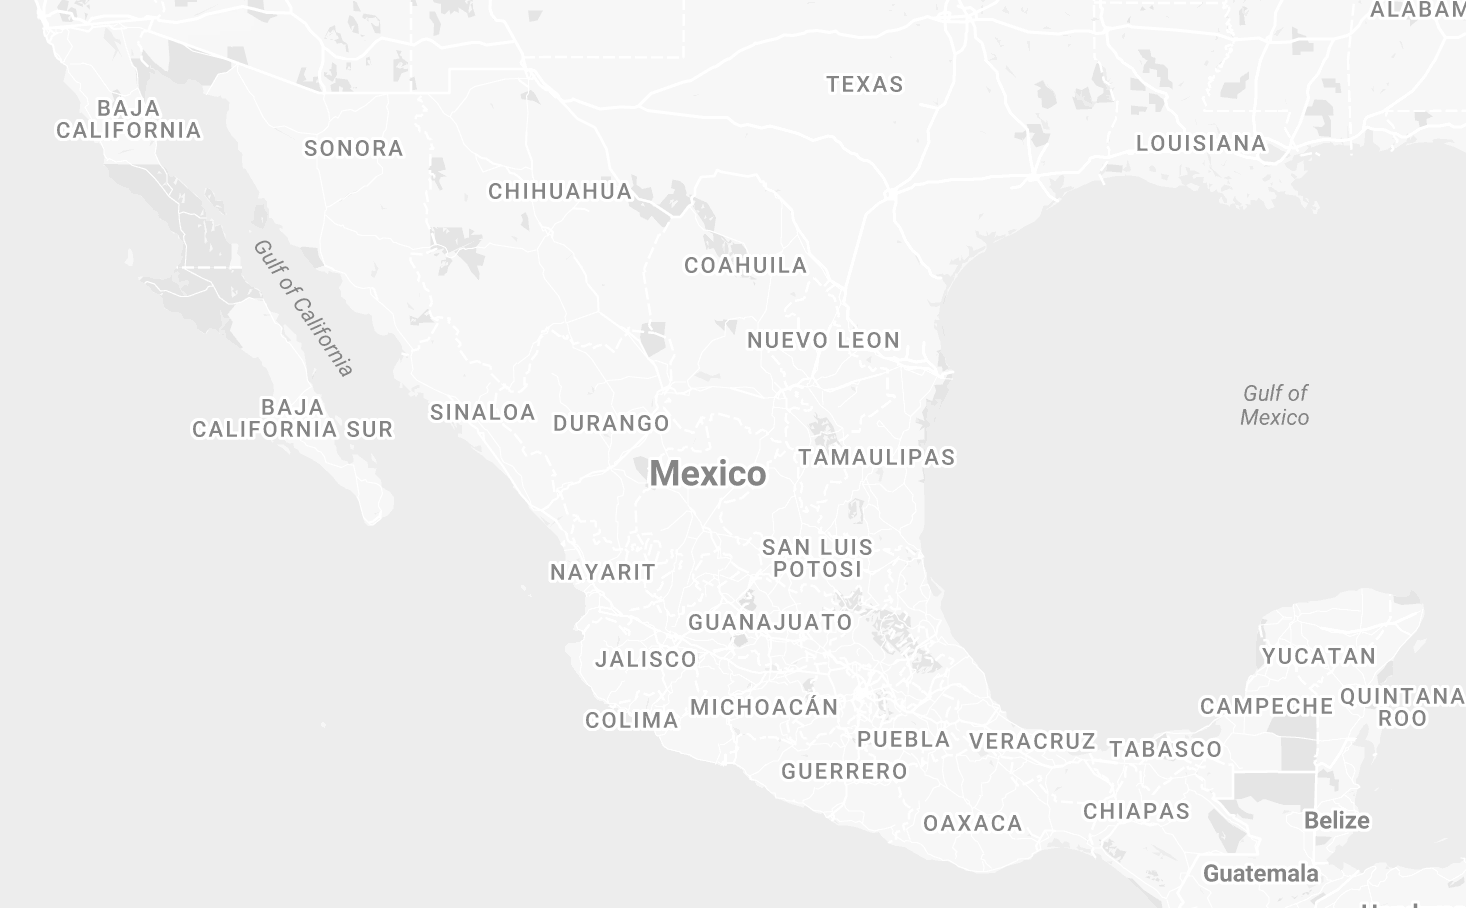 ALABAM
TEXAS
BAJA
CALIFORNIA
SONORA
LOUISIANA
CHIHUAHUA
Gulf of California
COAHUILA
NUEVO LEON
Gulf of
Mexico
BAJA
CALIFORNIA SUR
SINALOA
DURANGO
TAMAULIPAS
Mexico
SAN LUIS
POTOSI
NAYARIT
GUANAJUATO
JALISCO
YUCATAN
MICHOACÁN
COLIMA
CAMPECHE
QUINTANA
ROO
PUEBLA
VERACRUZ
TABASCO
GUERRERO
OAXACA
CHIAPAS
Belize
Guatemala